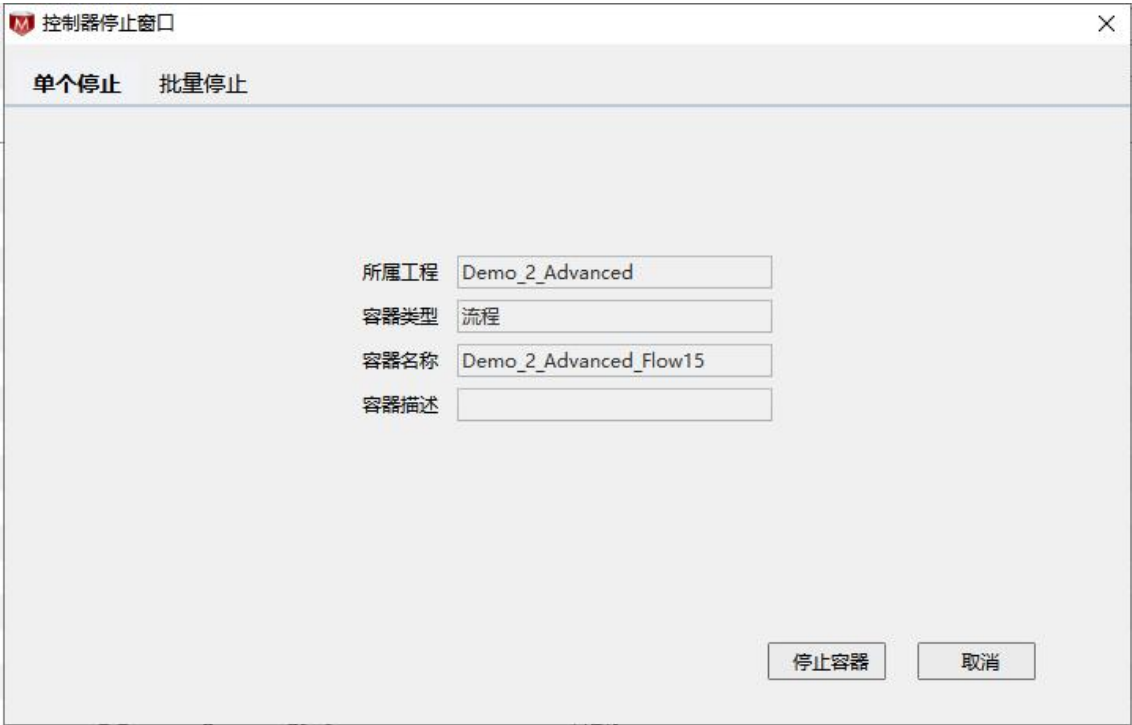 控制器停止窗口
单个停止 批量停止
所属工程 Demo_2_Advanced
容器类型 流程
容器名称 Demo_2_Advanced_Flow15
容器描述
停止容器 取消